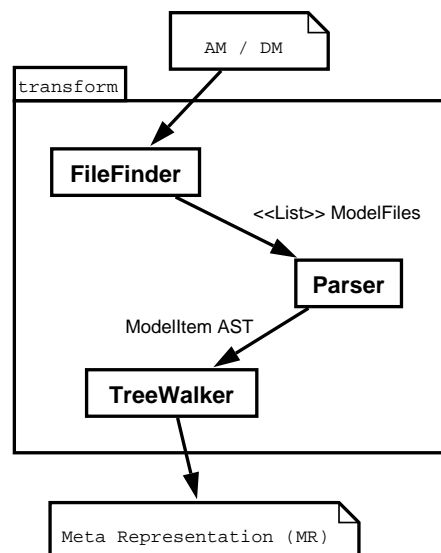 AM / DM
transform
FileFinder
<<List>> ModelFiles
Parser
ModelItem AST
TreeWalker
Meta Representation (MR)